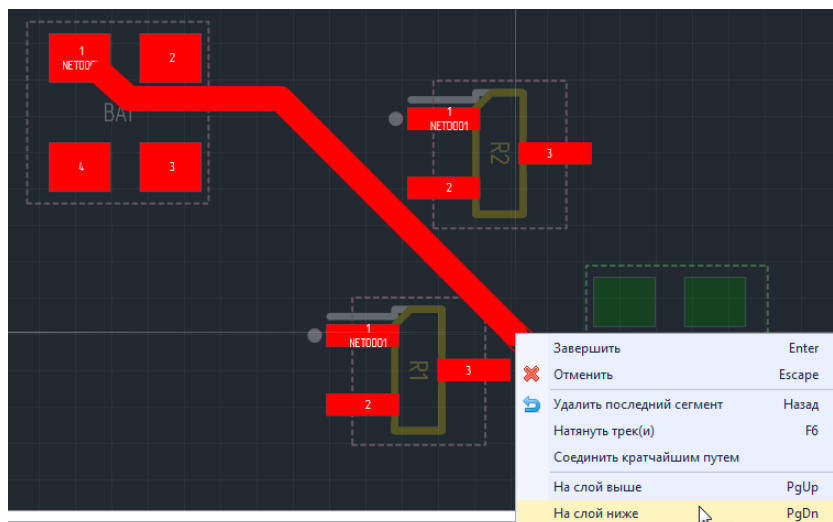 1
NET000
2
BAT
4
3
1
NET0001
R2
3
2
1
NET0001
R1
3
2
Завершить Enter
Отменить Escape
Удалить последний сегмент Назад
Натянуть трек(и) F6
Соединить кратчайшим путем
На слой выше PgUp
На слой ниже PgDn